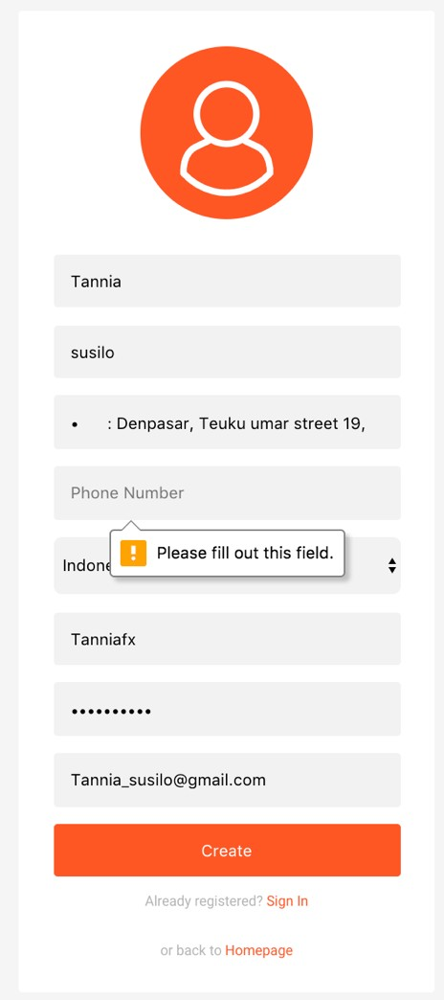 Tannia
susilo
• : Denpasar, Teuku umar street 19,
Phone Number
Please fill out this field.
Tanniafx
••••••••••
Tannia_susilo@gmail.com
Create
Already registered? Sign In
or back to Homepage